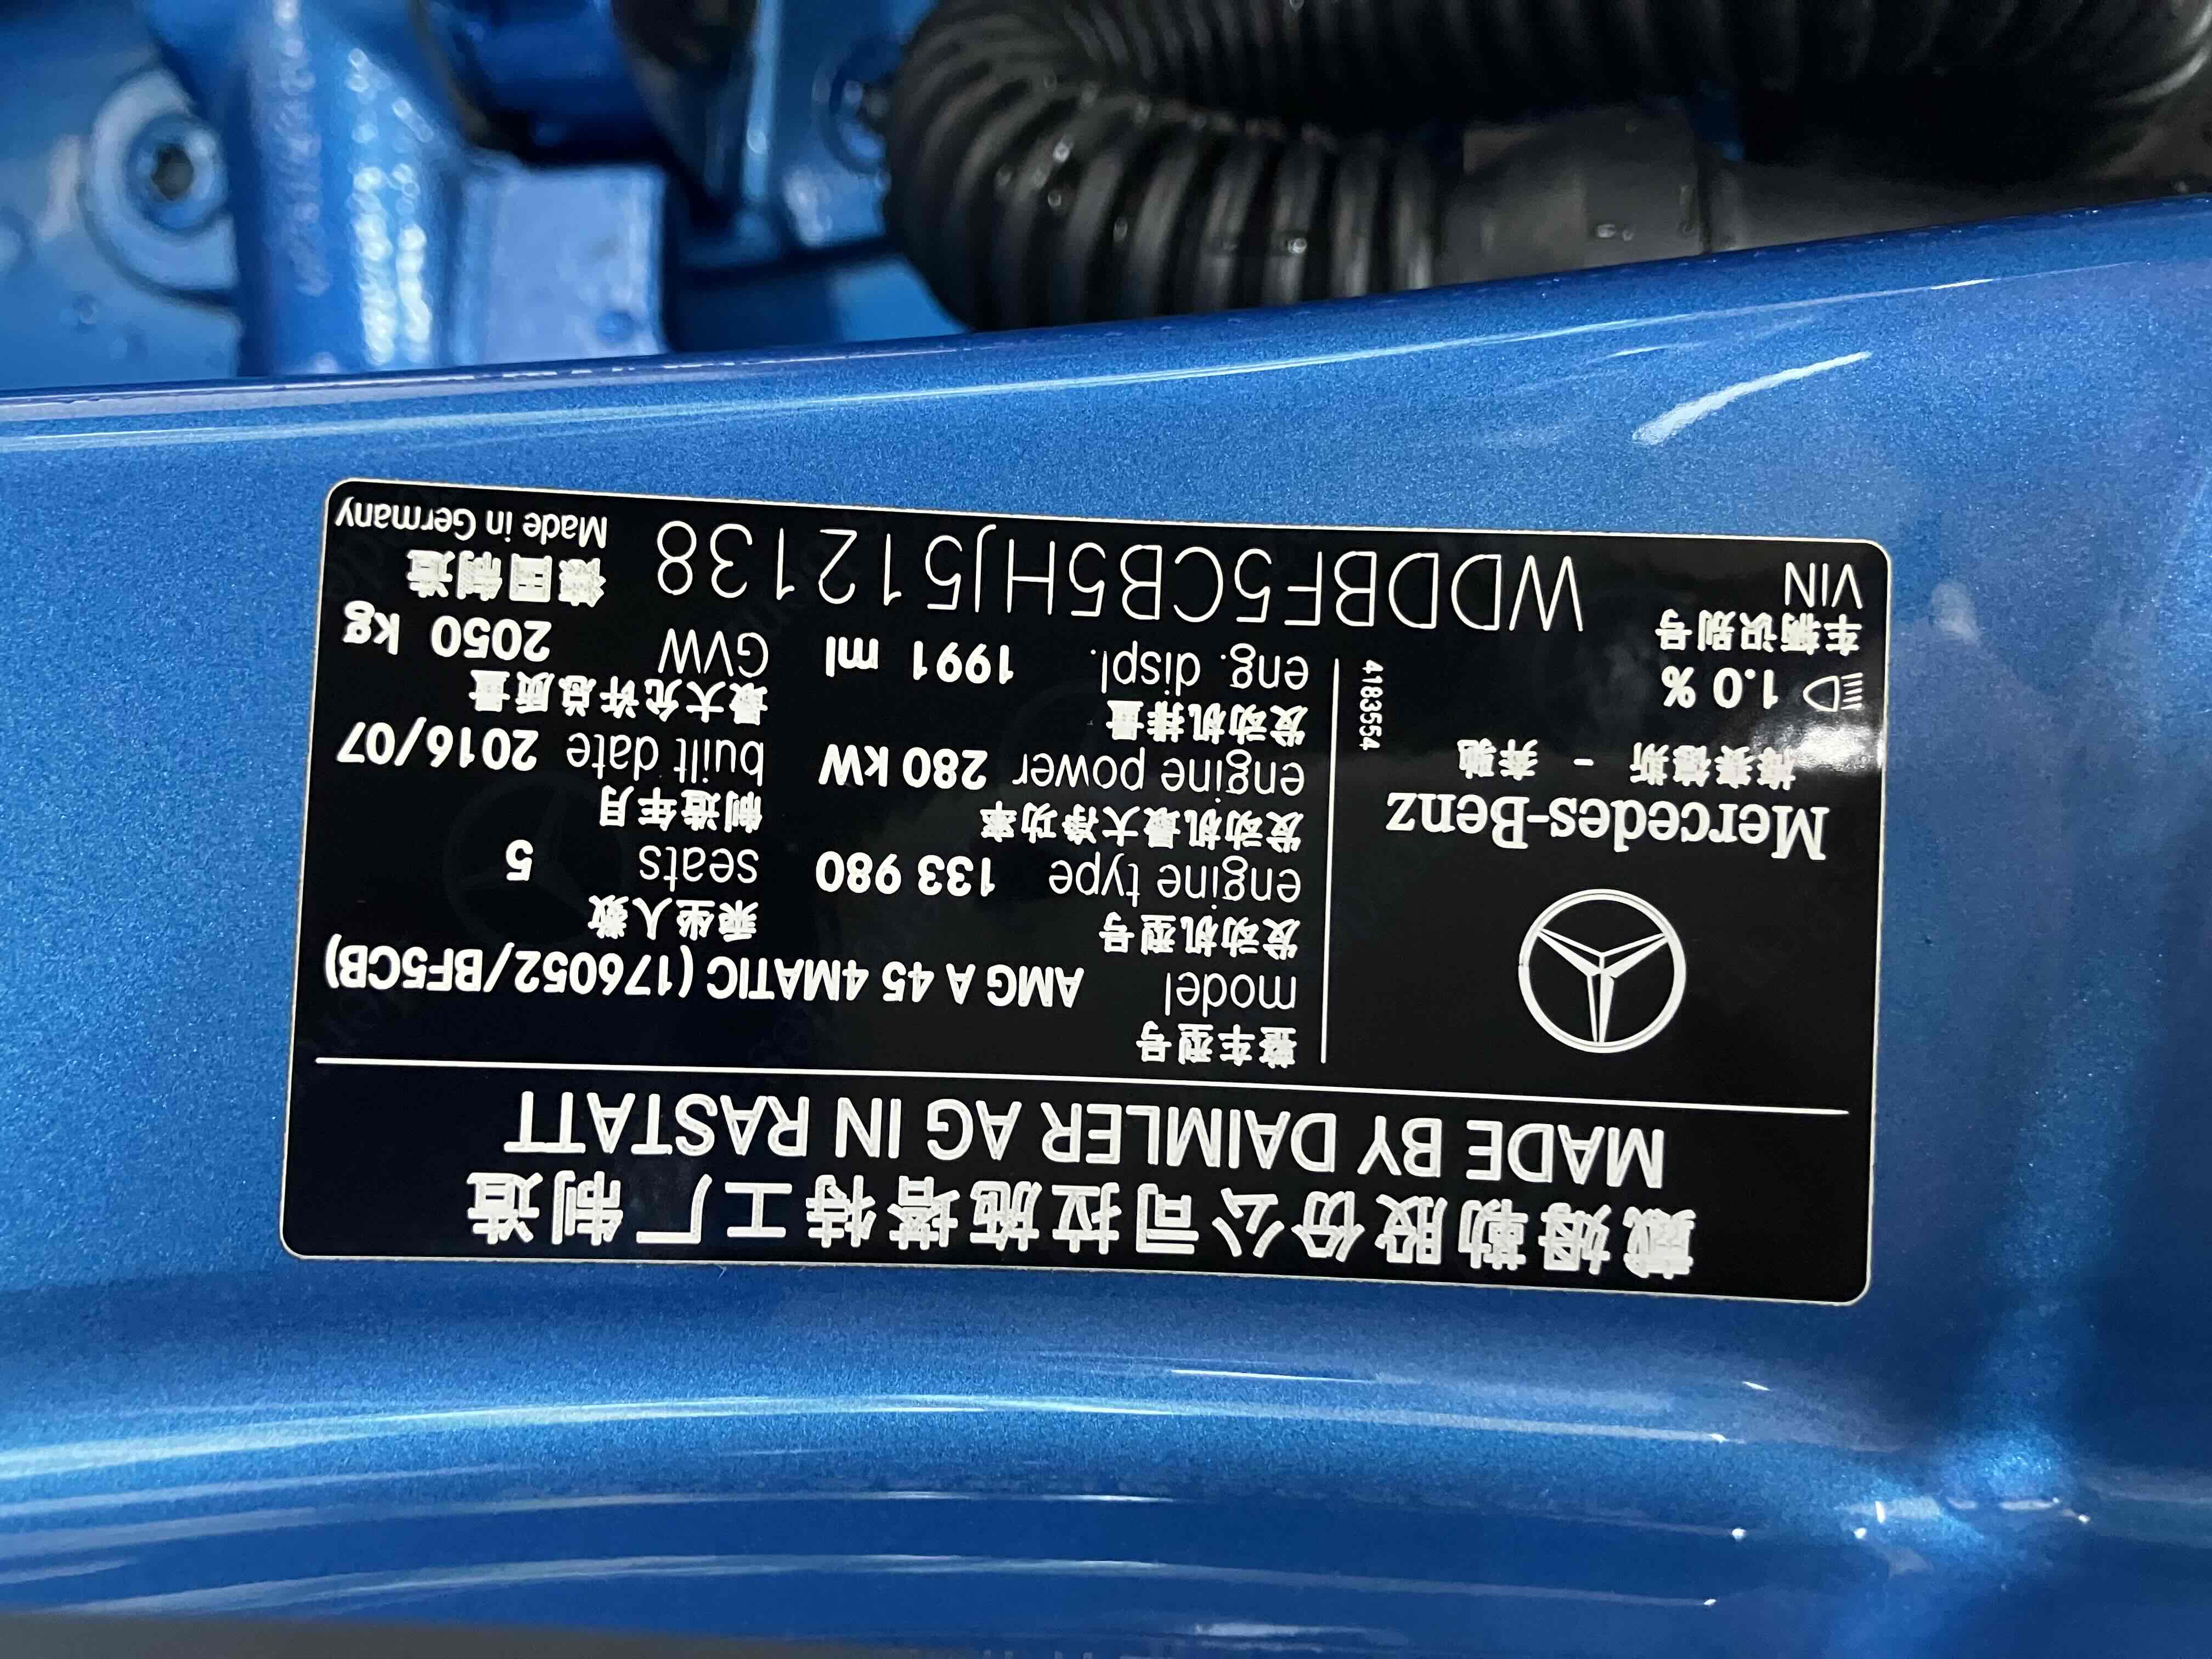 戴姆勒股份公司拉施塔特工厂制造
MADE BY DAIMLER AG IN RASTATT
Mercedes-Benz
梅赛德斯 - 奔驰
1.0 %
4183554
整车型号
model AMG A 45 4MATIC (176052/BF5CB)
发动机型号 乘坐人数
engine type 133 980 seats 5
发动机最大净功率 制造年月
engine power 280 kW built date 2016/07
发动机排量 最大允许总质量
eng. displ. 1991 ml GVW 2050 kg
车辆识别号 德国制造
VIN WDDBF5CB5HJ512138 Made in Germany